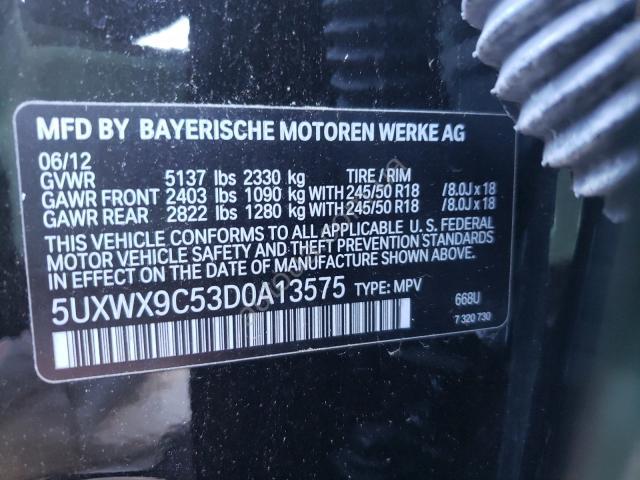 MFD BY BAYERISCHE MOTOREN WERKE AG
06/12
GVWR 5137 lbs 2330 kg TIRE / RIM
GAWR FRONT 2403 lbs 1090 kg WITH 245/50 R18 /8.0J x 18
GAWR REAR 2822 lbs 1280 kg WITH 245/50 R18 /8.0J x 18
THIS VEHICLE CONFORMS TO ALL APPLICABLE U. S. FEDERAL
MOTOR VEHICLE SAFETY AND THEFT PREVENTION STANDARDS
IN EFFECT ON THE DATE OF MANUFACTURE SHOWN ABOVE.
5UXWX9C53D0A13575 TYPE: MPV 668U
7 320 730